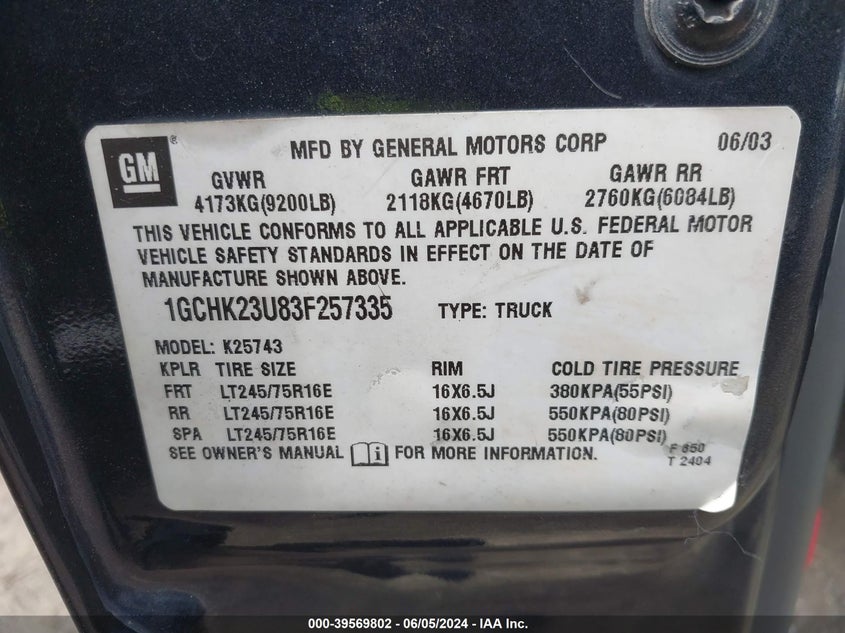 GM ® MFD BY GENERAL MOTORS CORP 06/03
GVWR GAWR FRT GAWR RR
4173KG(9200LB) 2118KG(4670LB) 2760KG(6084LB)
THIS VEHICLE CONFORMS TO ALL APPLICABLE U.S. FEDERAL MOTOR
VEHICLE SAFETY STANDARDS IN EFFECT ON THE DATE OF
MANUFACTURE SHOWN ABOVE.
1GCHK23U83F257335 TYPE: TRUCK
MODEL: K25743
KPLR TIRE SIZE RIM COLD TIRE PRESSURE
FRT LT245/75R16E 16X6.5J 380KPA(55PSI)
RR LT245/75R16E 16X6.5J 550KPA(80PSI)
SPA LT245/75R16E 16X6.5J 550KPA(80PSI)
SEE OWNER'S MANUAL i FOR MORE INFORMATION.
F 650
T 2404
000-39569802 - 06/05/2024 - IAA Inc.